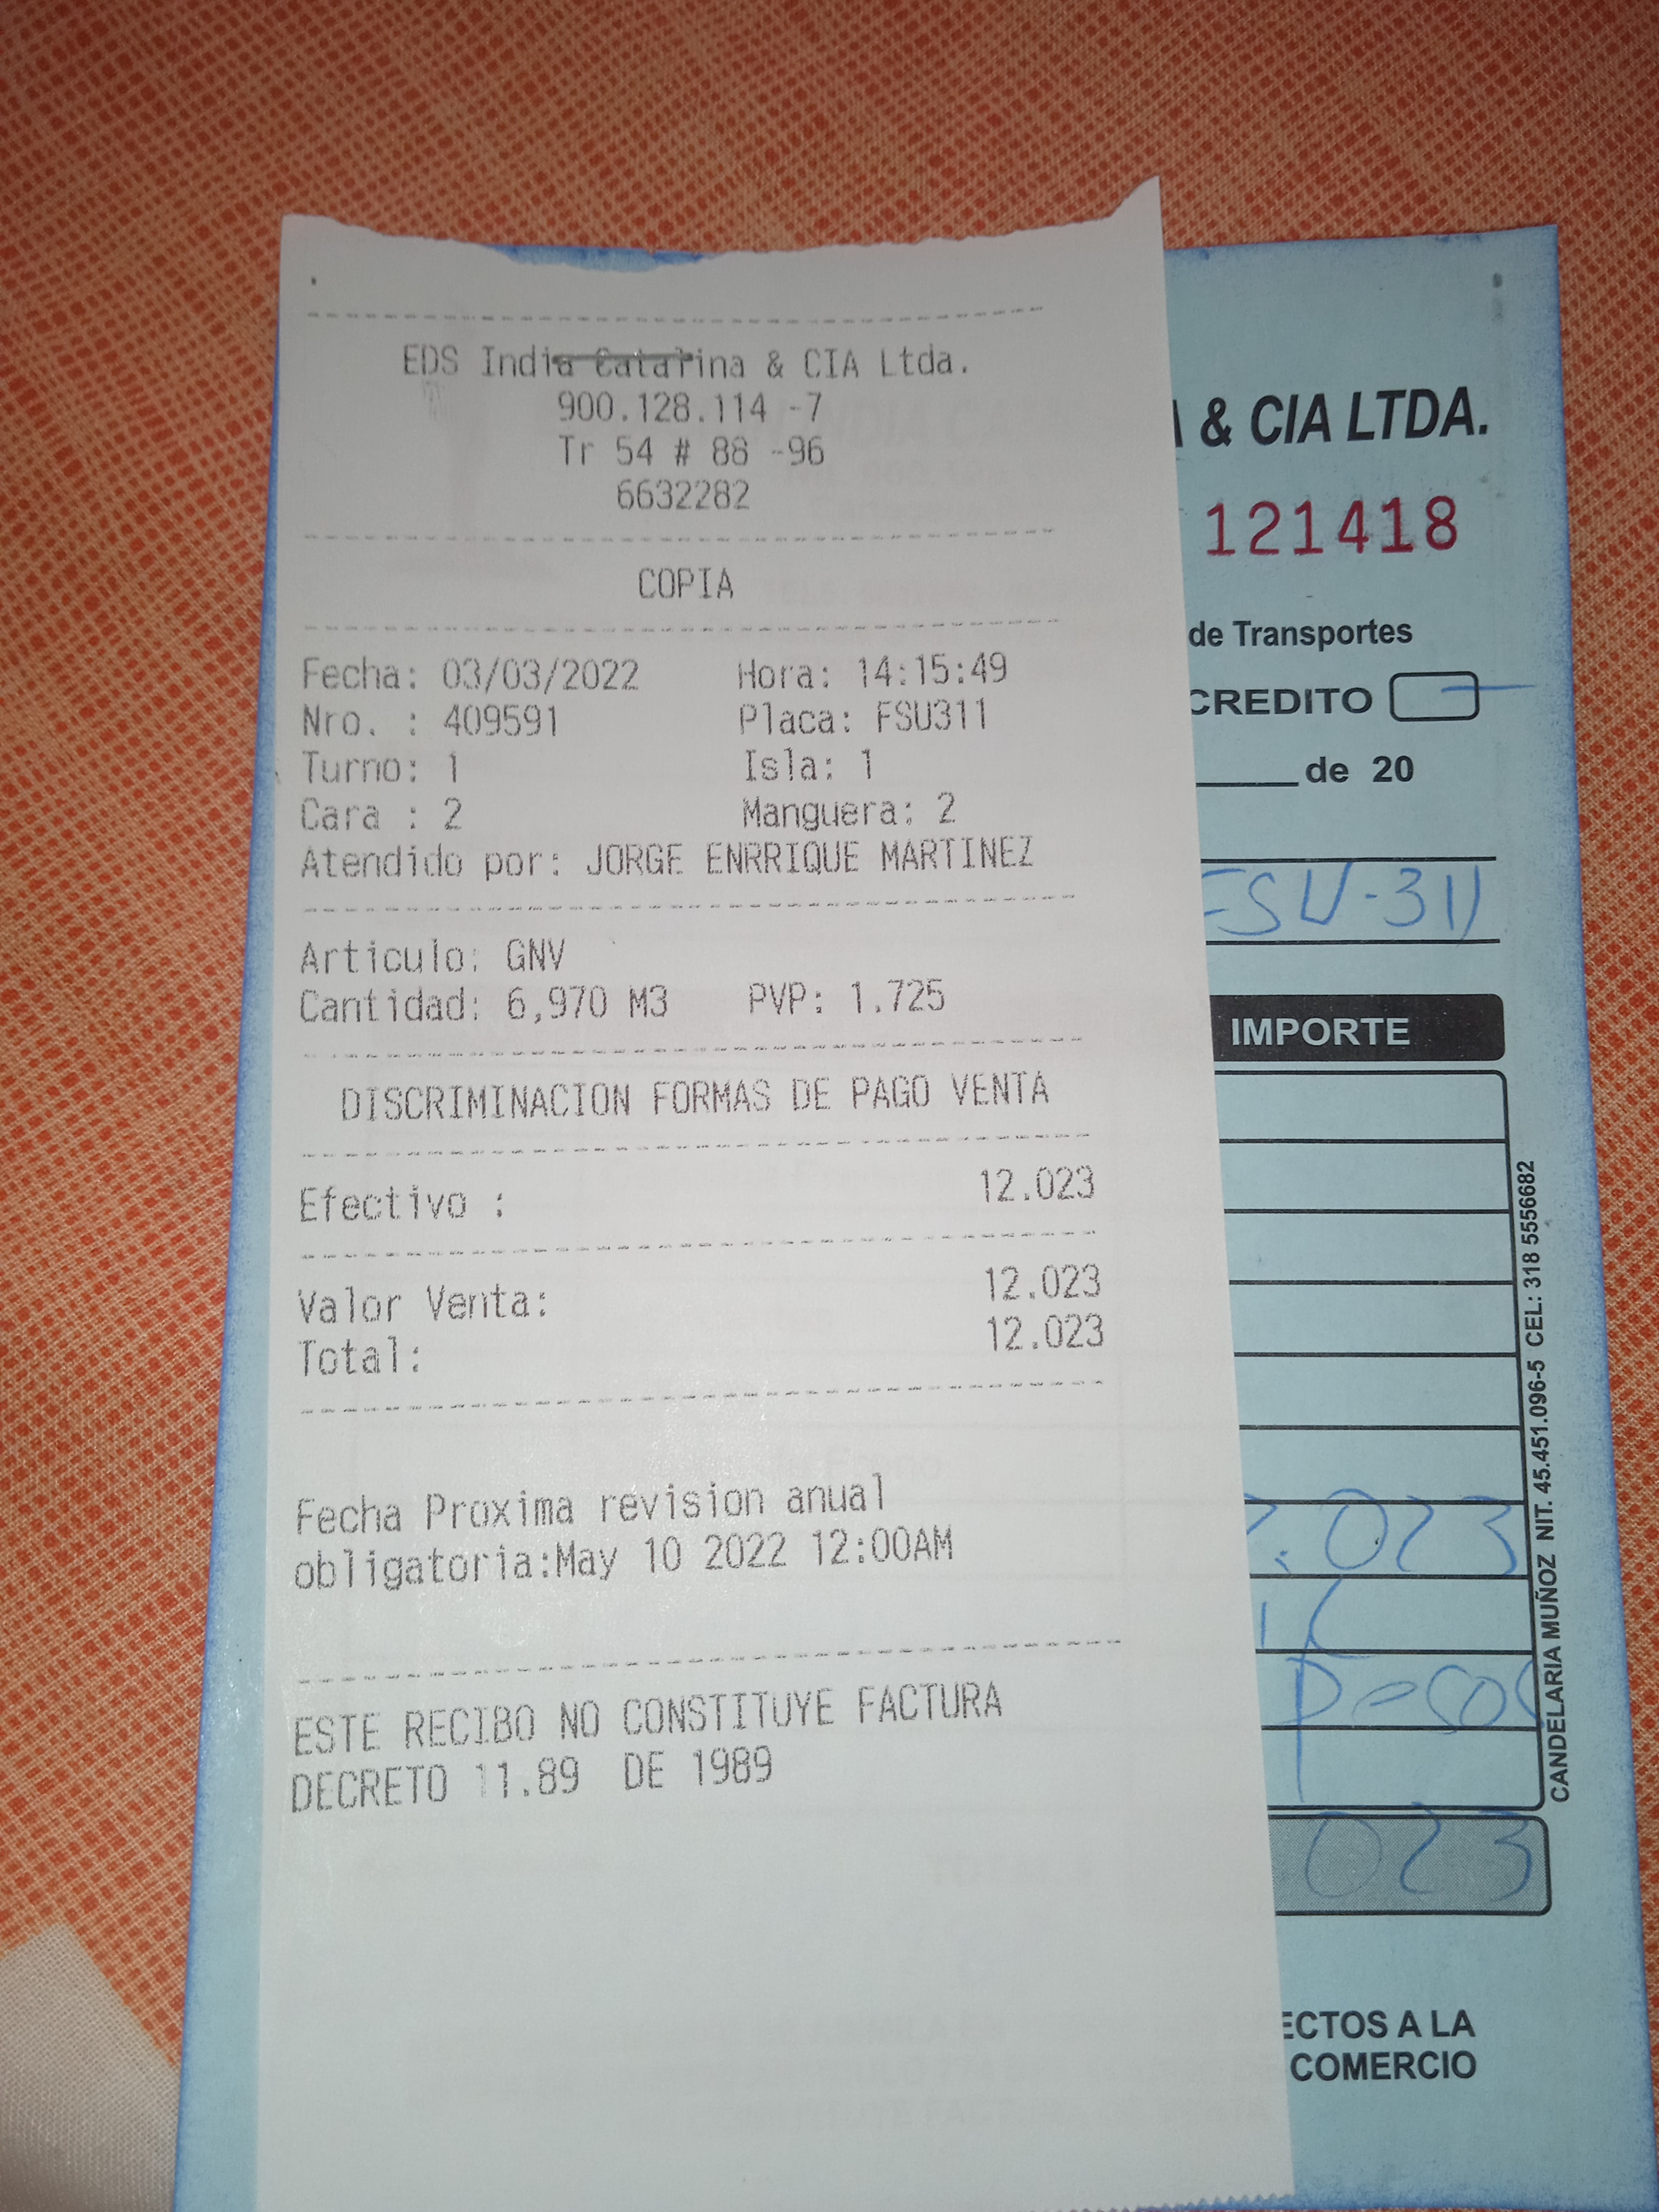 EDS India Catalina & CIA Ltda.
900.128.114 -7
Tr 54 # 88 -96
6632282
COPIA
Fecha: 03/03/2022 Hora: 14:15:49
Nro. : 409591 Placa: FSU311
Turno: 1 Isla: 1
Cara : 2 Manguera: 2
Atendido por: JORGE ENRRIQUE MARTINEZ
Articulo: GNV
Cantidad: 6,970 M3 PVP: 1.725
DISCRIMINACION FORMAS DE PAGO VENTA
Efectivo : 12.023
Valor Venta: 12.023
Total: 12.023
Fecha Proxima revision anual
obligatoria:May 10 2022 12:00AM
ESTE RECIBO NO CONSTITUYE FACTURA
DECRETO 11.89 DE 1989
& CIA LTDA.
121418
de Transportes
CREDITO
de 20
FSU-311
IMPORTE
.023
023
ECTOS A LA
COMERCIO
CANDELARIA MUÑOZ NIT. 45.451.096-5 CEL: 318 5556682